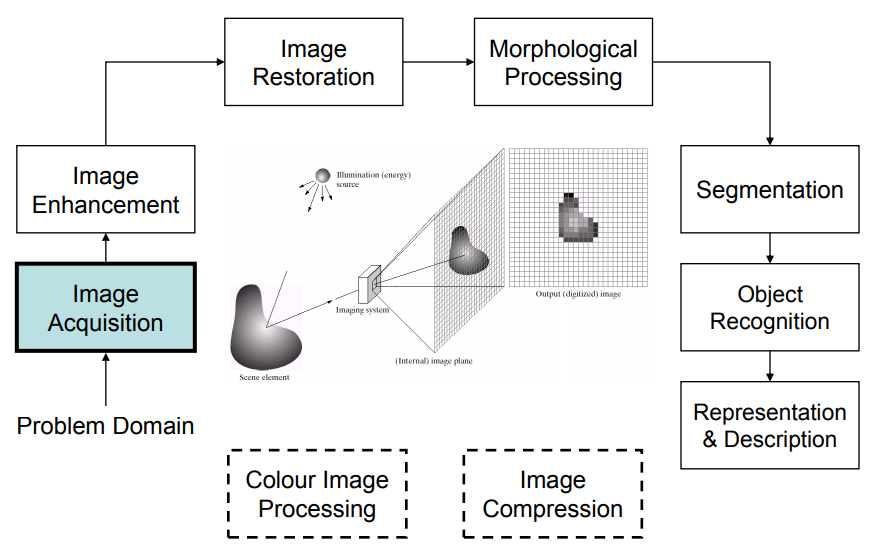 Image
Restoration
Morphological
Processing
Image
Enhancement
Illumination (energy)
source
Segmentation
Image
Acquisition
Imaging system
Output (digitized) image
Object
Recognition
(Internal) image plane
Scene element
Problem Domain
Representation
& Description
Colour Image
Processing
Image
Compression